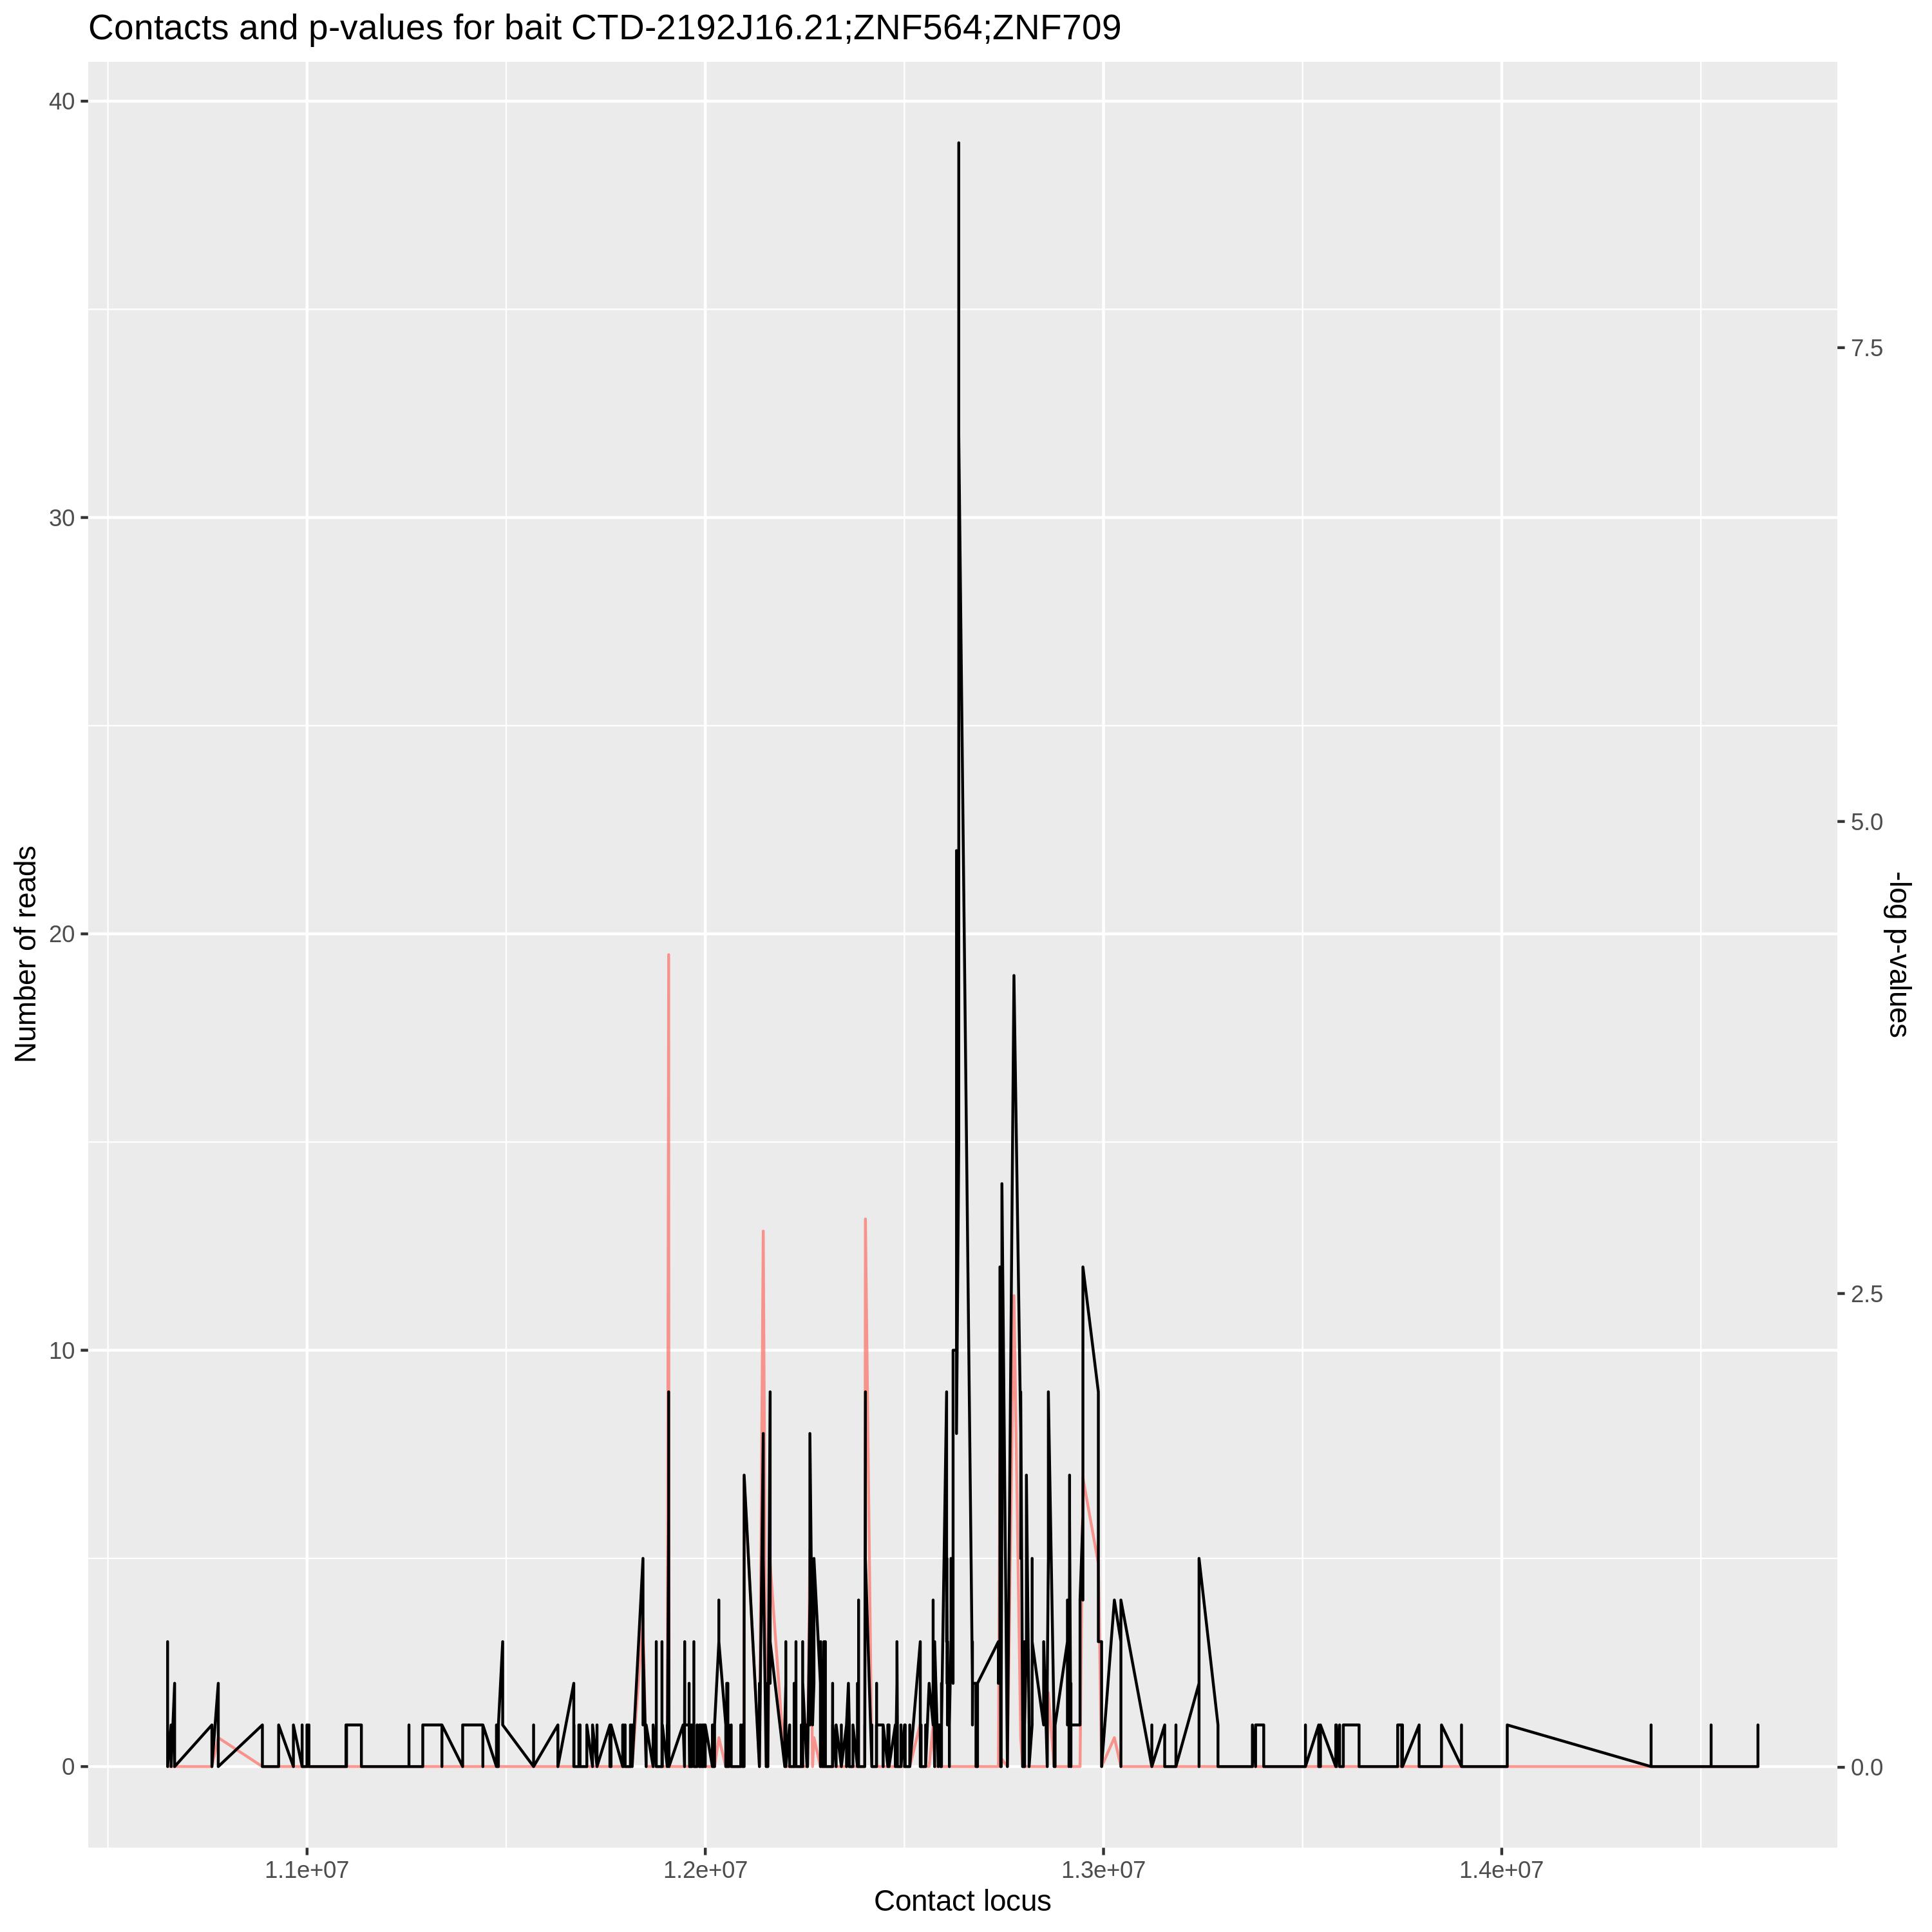 Contacts and p-values for bait CTD-2192J16.21;ZNF564;ZNF709
40
30
20
10
0
Number of reads
7.5
5.0
2.5
0.0
-log p-values
1.1e+07 1.2e+07 1.3e+07 1.4e+07
Contact locus